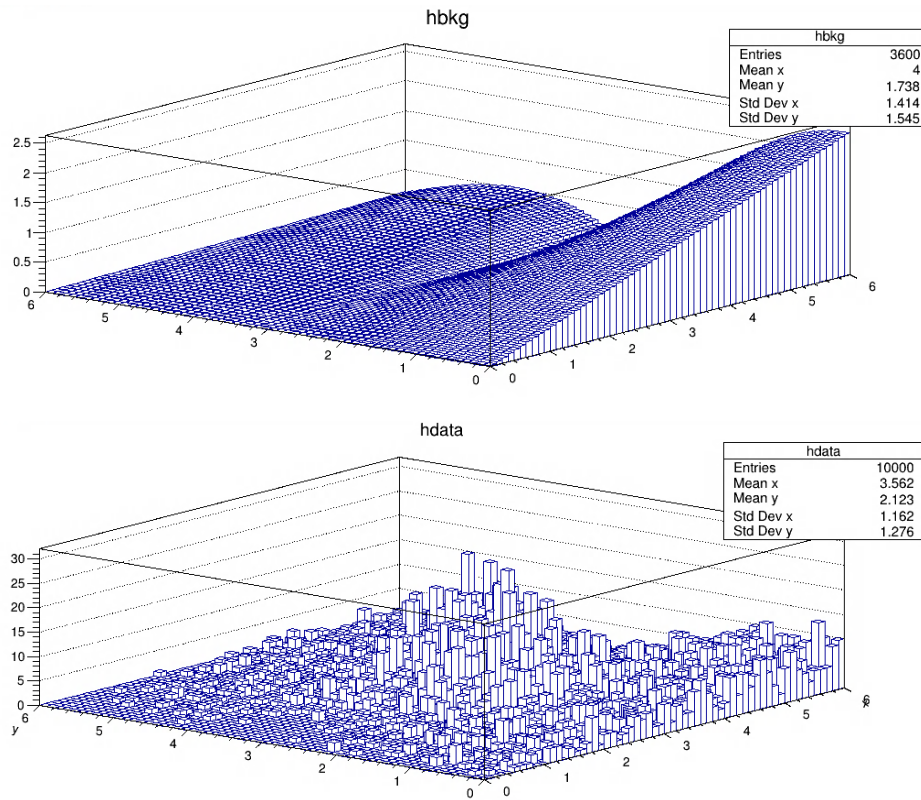 hbkg
hbkg
Entries 3600
Mean x 4
Mean y 1.738
Std Dev x 1.414
Std Dev y 1.545
2.5
2
1.5
1
0.5
0
6
5
4
3
2
1
0
0
1
2
3
4
5
6
hdata
hdata
Entries 10000
Mean x 3.562
Mean y 2.123
Std Dev x 1.162
Std Dev y 1.276
30
25
20
15
10
5
0
6
y
5
4
3
2
1
0
0
1
2
3
4
5
6
x